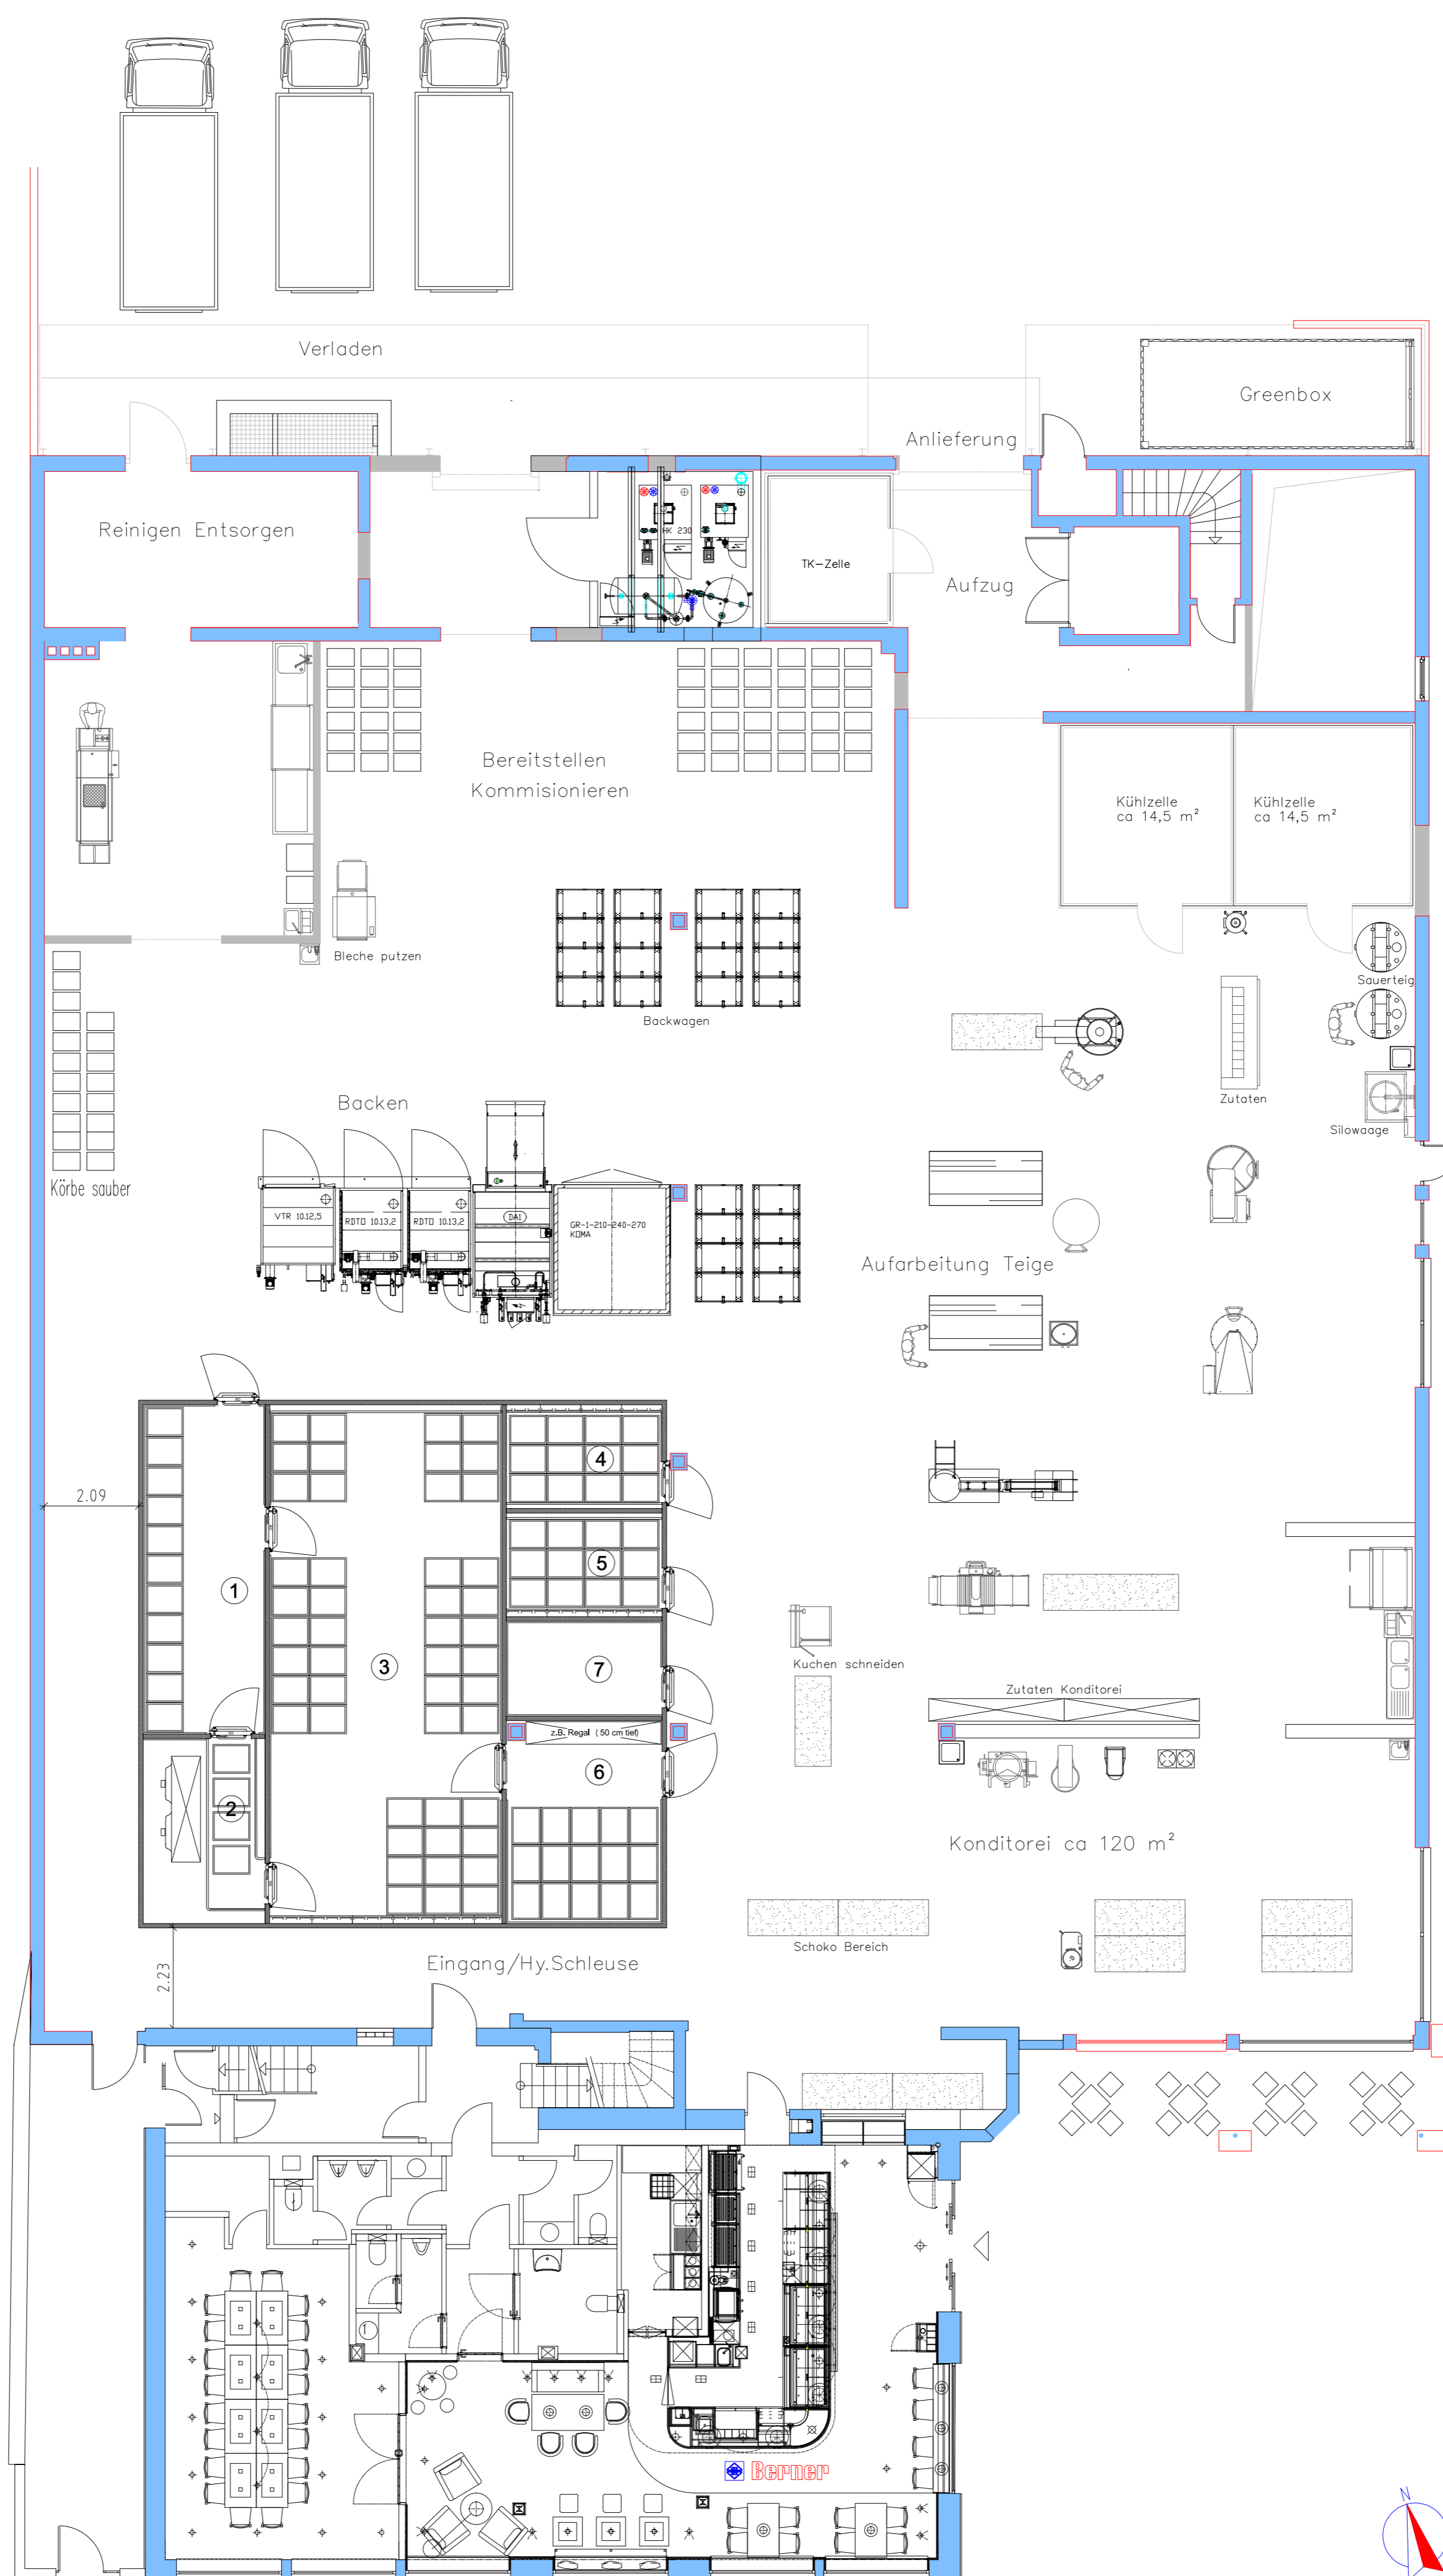 Verladen
Greenbox
Anlieferung
Reinigen Entsorgen
HK 230
TK-Zelle
Aufzug
Bereitstellen
Kommisionieren
Kühlzelle
ca 14,5 m²
Kühlzelle
ca 14,5 m²
Bleche putzen
Sauerteig
Backwagen
Zutaten
Backen
Silowaage
Körbe sauber
VTR 10.12,5
RDTO 10.13,2
RDTO 10.13,2
DA1
GR-1-210-240-270
KOMA
Aufarbeitung Teige
4
2.09
5
1
3
7
Kuchen schneiden
Zutaten Konditorei
z.B. Regal ( 50 cm tief)
6
2
Konditorei ca 120 m²
Schoko Bereich
Eingang/Hy.Schleuse
2.23
Berner
N